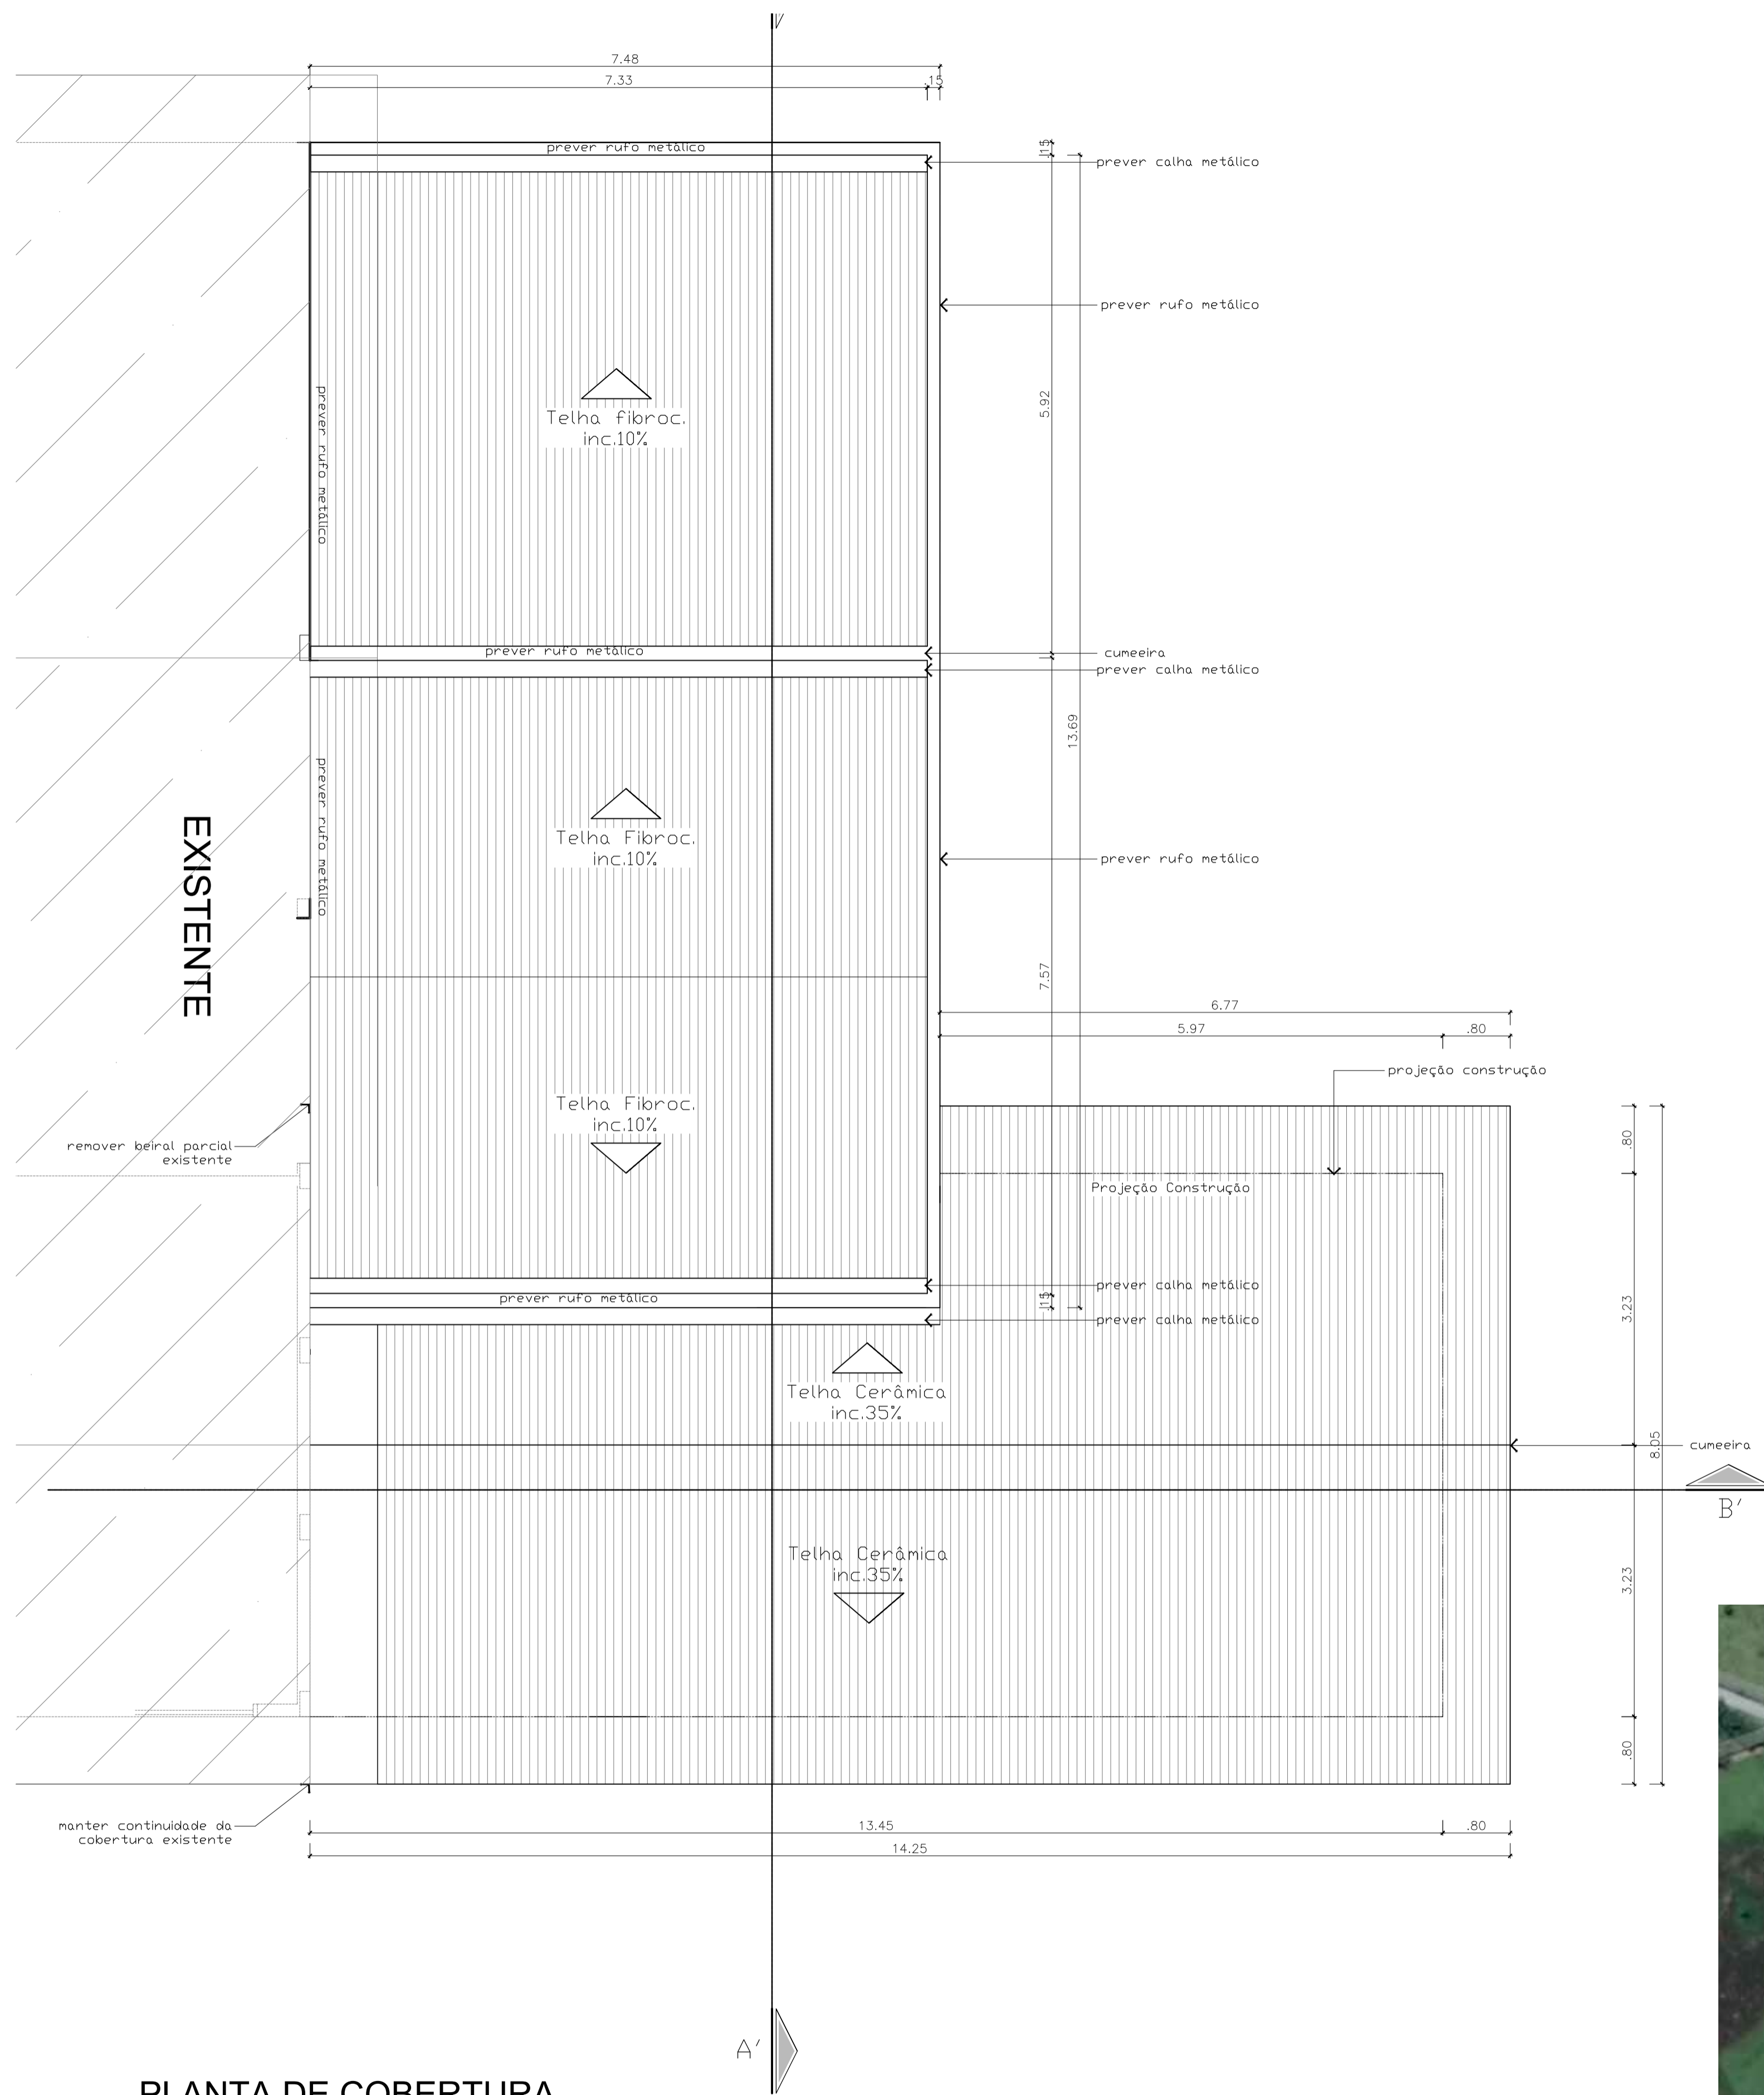 7.48
7.33
.15
prever rufo metálico
.15
prever calha metálico
prever rufo metálico
5.92
prever rufo metálico
Telha fibroc.
inc.10%
prever rufo metálico
cumeeira
prever calha metálico
13.69
prever rufo metálico
EXISTENTE
Telha Fibroc.
inc.10%
prever rufo metálico
7.57
6.77
5.97
.80
projeção construção
Telha Fibroc.
inc.10%
remover beiral parcial
existente
.80
Projeção Construção
prever calha metálico
prever rufo metálico
.15
prever calha metálico
3.23
Telha Cerâmica
inc.35%
8.05
cumeeira
B'
Telha Cerâmica
inc.35%
3.23
.80
manter continuidade da
cobertura existente
13.45
.80
14.25
A'
PLANTA DE COBERTURA